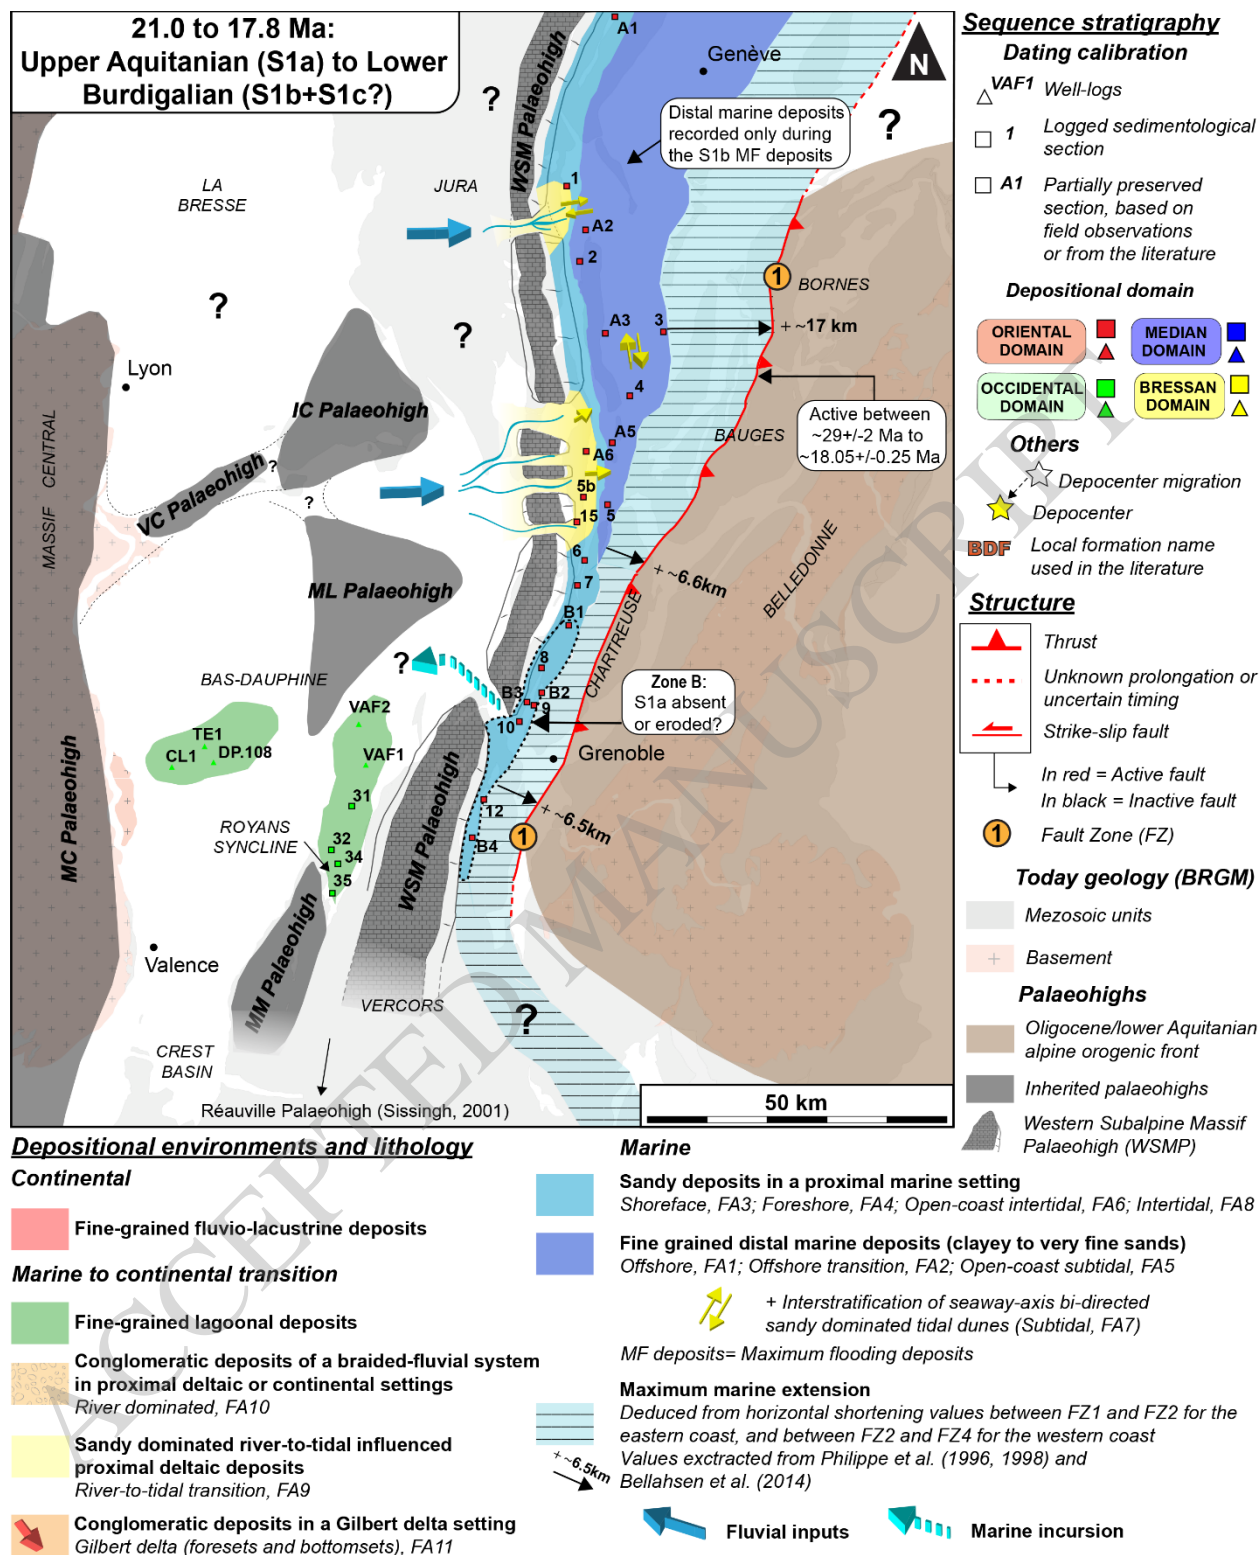 21.0 to 17.8 Ma:
Upper Aquitanian (S1a) to Lower
Burdigalian (S1b+S1c?)
A1
Genève
N
?
?
WSM Palaeohigh
Distal marine deposits
recorded only during
the S1b MF deposits
LA
BRESSE
JURA
1
A2
2
?
?
1
BORNES
A3
3
+ ~17 km
Lyon
4
IC Palaeohigh
Active between
~29+/-2 Ma to
~18.05+/-0.25 Ma
A5
BAUGES
A6
MASSIF CENTRAL
?
VC Palaeohigh
?
5b
5
15
6
+ ~6.6km
BELLEDONNE
7
ML Palaeohigh
B1
CHARTREUSE
?
8
BAS-DAUPHINE
B2
B3
9
10
Zone B:
S1a absent
or eroded?
VAF2
TE1
CL1
DP.108
VAF1
Grenoble
31
12
+ ~6.5km
MC Palaeohigh
ROYANS
SYNCLINE
32
34
35
B4
1
WSM Palaeohigh
MM Palaeohigh
Valence
VERCORS
?
CREST
BASIN
Réauville Palaeohigh (Sissingh, 2001)
50 km
Sequence stratigraphy
Dating calibration
VAF1 Well-logs
1 Logged sedimentological
section
A1 Partially preserved
section, based on
field observations
or from the literature
Depositional domain
ORIENTAL
DOMAIN
MEDIAN
DOMAIN
OCCIDENTAL
DOMAIN
BRESSAN
DOMAIN
Others
Depocenter migration
Depocenter
BDF Local formation name
used in the literature
Structure
Thrust
Unknown prolongation or
uncertain timing
Strike-slip fault
In red = Active fault
In black = Inactive fault
1 Fault Zone (FZ)
Today geology (BRGM)
Mezosoic units
Basement
Palaeohighs
Oligocene/lower Aquitanian
alpine orogenic front
Inherited palaeohighs
Western Subalpine Massif
Palaeohigh (WSMP)
Depositional environments and lithology
Continental
Fine-grained fluvio-lacustrine deposits
Marine to continental transition
Fine-grained lagoonal deposits
Conglomeratic deposits of a braided-fluvial system
in proximal deltaic or continental settings
River dominated, FA10
Sandy dominated river-to-tidal influenced
proximal deltaic deposits
River-to-tidal transition, FA9
Conglomeratic deposits in a Gilbert delta setting
Gilbert delta (foresets and bottomsets), FA11
Marine
Sandy deposits in a proximal marine setting
Shoreface, FA3; Foreshore, FA4; Open-coast intertidal, FA6; Intertidal, FA8
Fine grained distal marine deposits (clayey to very fine sands)
Offshore, FA1; Offshore transition, FA2; Open-coast subtidal, FA5
+ Interstratification of seaway-axis bi-directed
sandy dominated tidal dunes (Subtidal, FA7)
MF deposits= Maximum flooding deposits
Maximum marine extension
Deduced from horizontal shortening values between FZ1 and FZ2 for the
eastern coast, and between FZ2 and FZ4 for the western coast
Values exctracted from Philippe et al. (1996, 1998) and
Bellahsen et al. (2014)
+ ~6.5km
Fluvial inputs
Marine incursion
ACCEPTED MANUSCRIPT